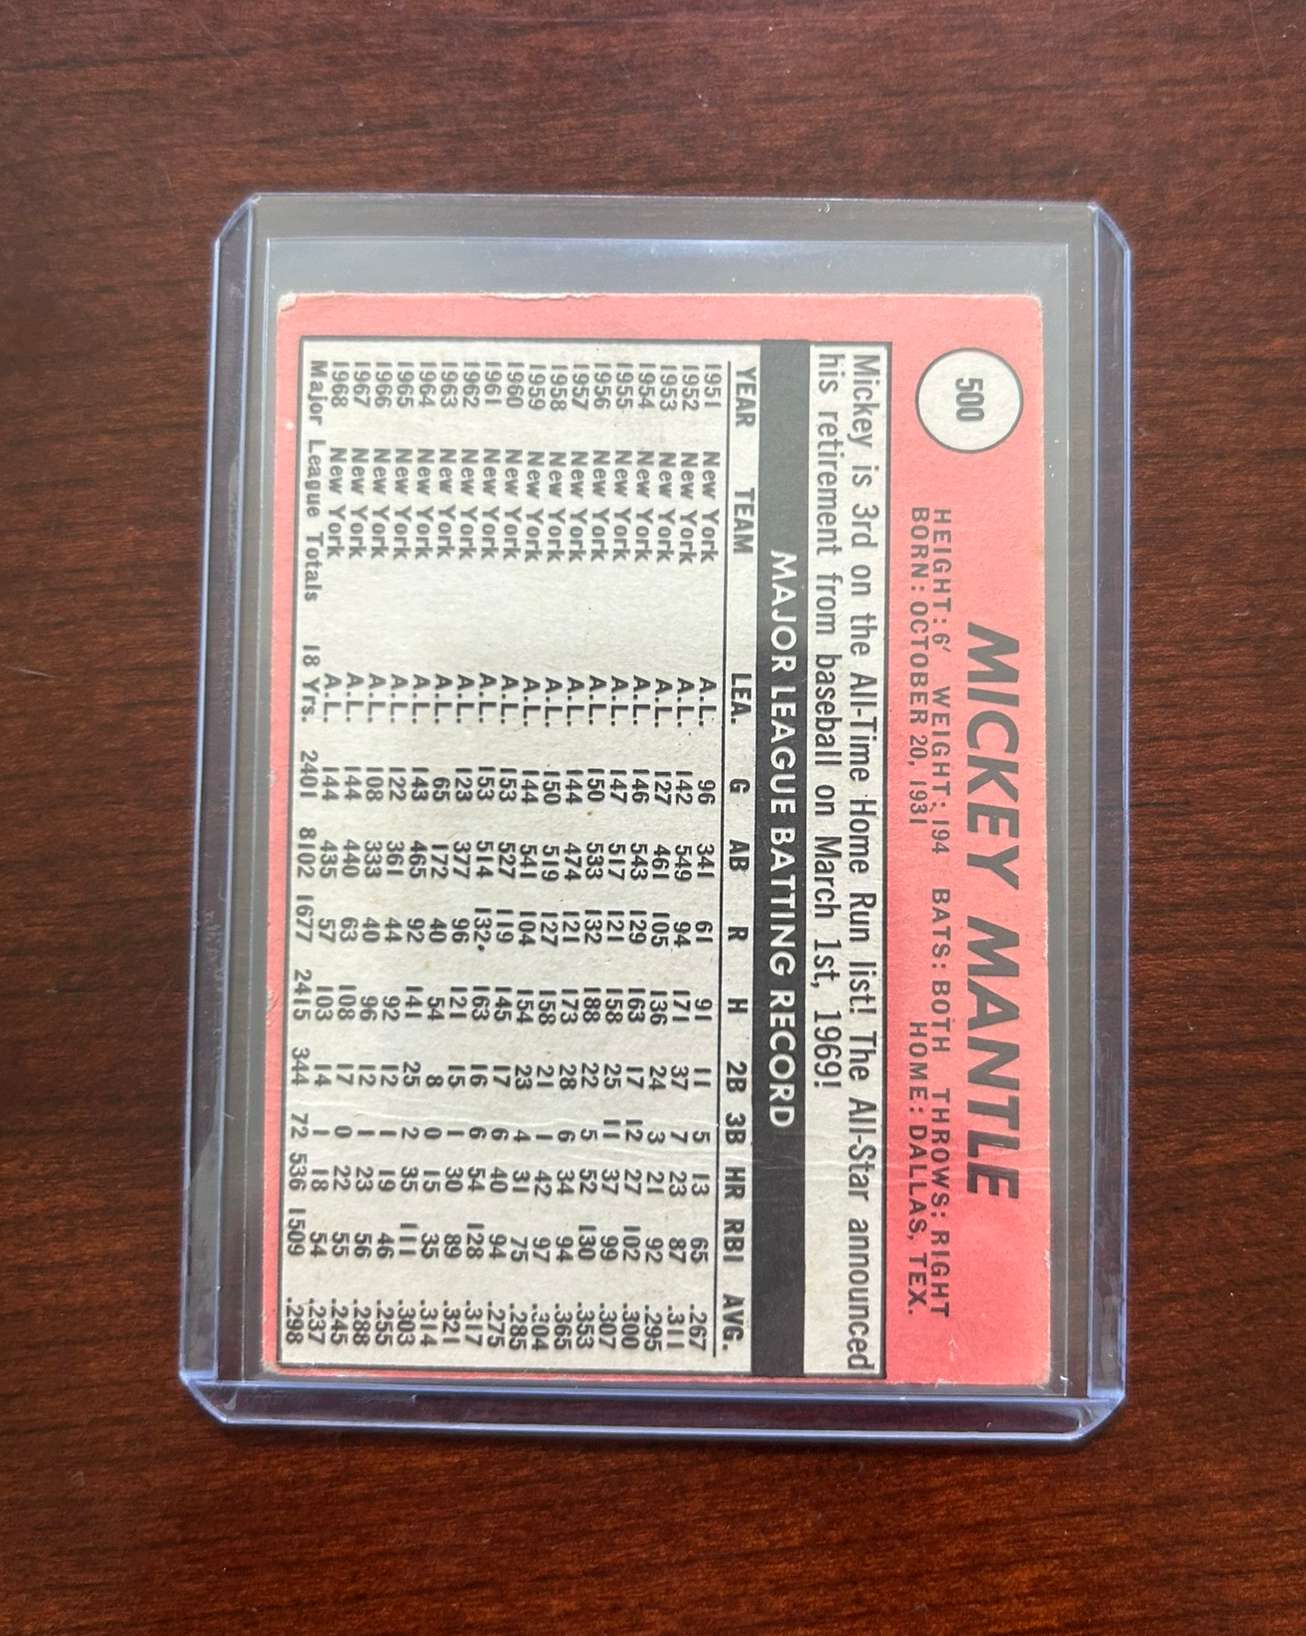 500
MICKEY MANTLE
HEIGHT: 6' WEIGHT: 194 BATS: BOTH THROWS: RIGHT
BORN: OCTOBER 20, 1931 HOME: DALLAS, TEX.
Mickey is 3rd on the All-Time Home Run list! The All-Star announced
his retirement from baseball on March 1st, 1969!
MAJOR LEAGUE BATTING RECORD
YEAR TEAM LEA. G AB R H 2B 3B HR RBI AVG.
1951 New York A.L. 96 341 61 91 11 5 13 65 .267
1952 New York A.L. 142 549 94 171 37 7 23 87 .311
1953 New York A.L. 127 461 105 136 24 3 21 92 .295
1954 New York A.L. 146 543 129 163 17 12 27 102 .300
1955 New York A.L. 147 517 121 158 25 11 37 99 .307
1956 New York A.L. 150 533 132 188 22 5 52 130 .353
1957 New York A.L. 144 474 121 173 28 6 34 94 .365
1958 New York A.L. 150 519 127 158 21 1 42 97 .304
1959 New York A.L. 144 541 104 154 23 4 31 75 .285
1960 New York A.L. 153 527 119 145 17 6 40 94 .275
1961 New York A.L. 153 514 132 163 16 6 54 128 .317
1962 New York A.L. 123 377 96 121 15 1 30 89 .321
1963 New York A.L. 65 172 40 54 8 0 15 35 .314
1964 New York A.L. 143 465 92 141 25 2 35 111 .303
1965 New York A.L. 122 361 44 92 12 1 19 46 .255
1966 New York A.L. 108 333 40 96 12 1 23 56 .288
1967 New York A.L. 144 440 63 108 17 0 22 55 .245
1968 New York A.L. 144 435 57 103 14 1 18 54 .237
Major League Totals 18 Yrs. 2401 8102 1677 2415 344 72 536 1509 .298